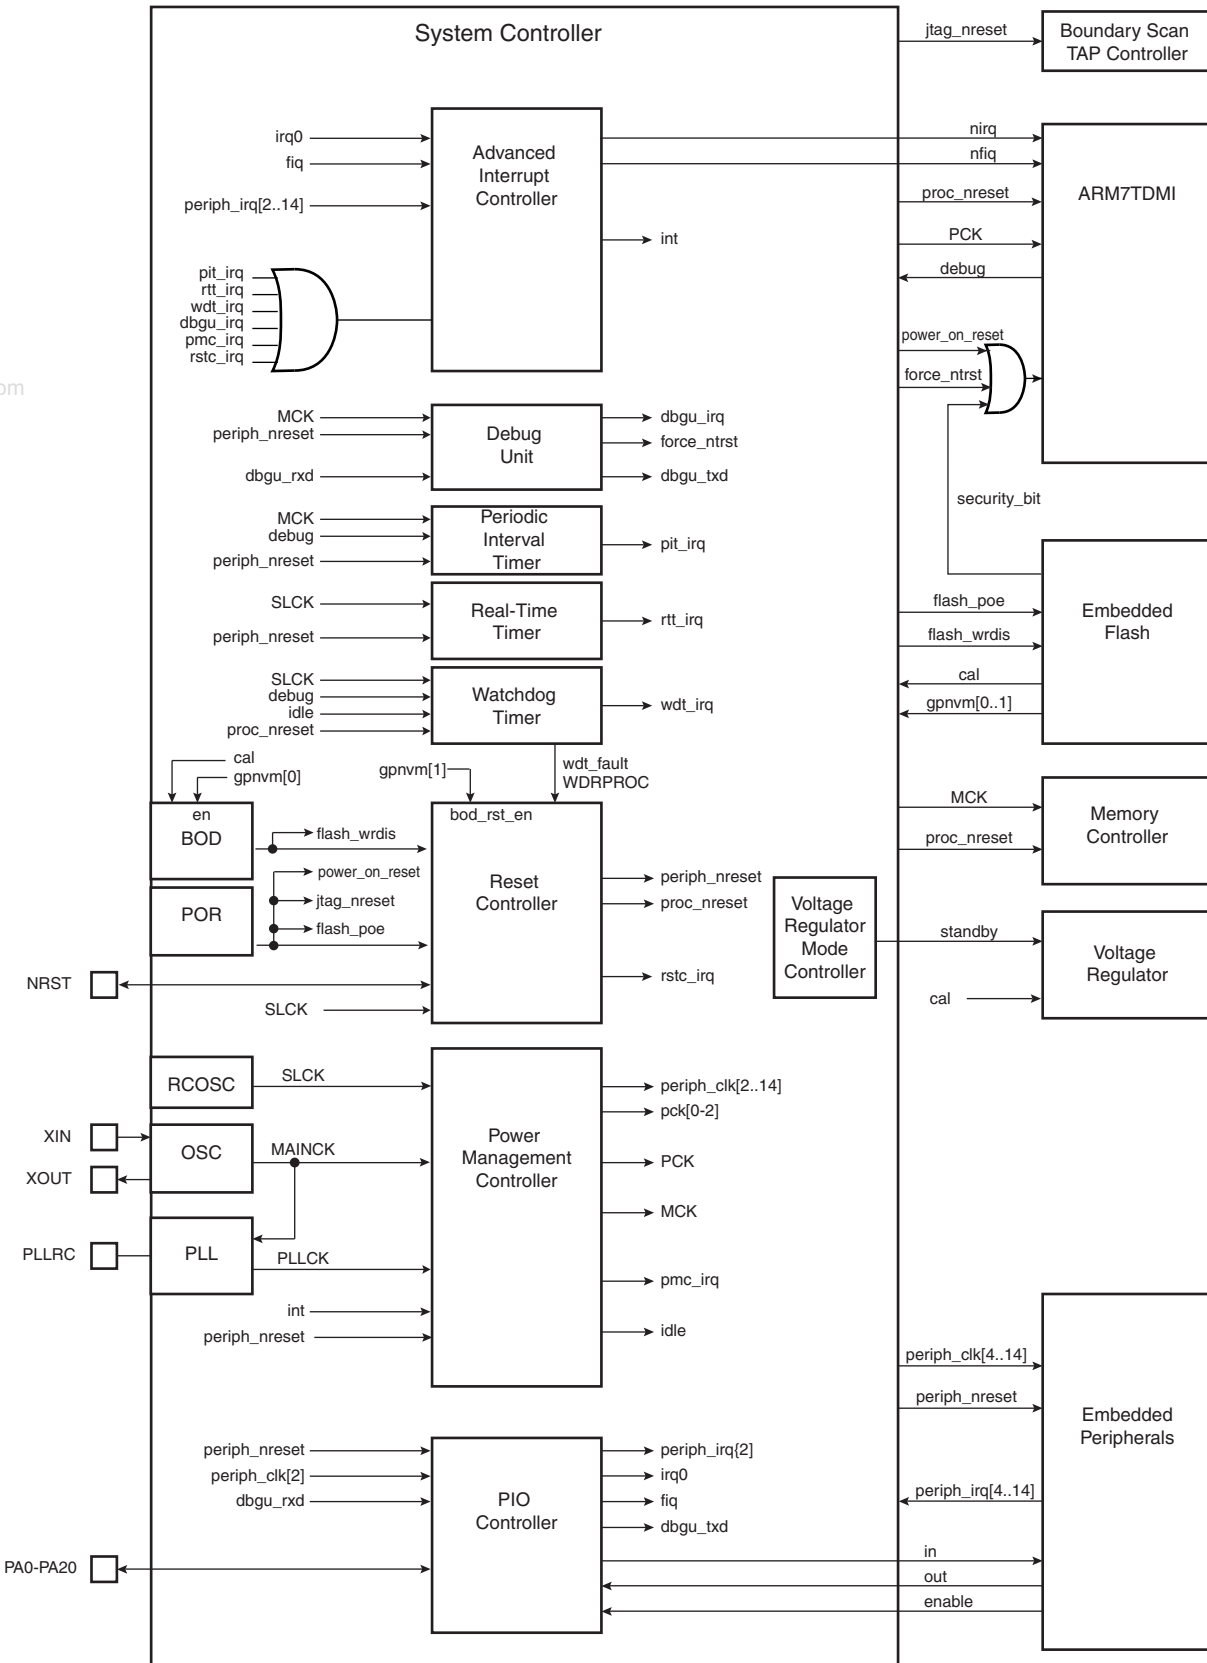 System Controller
jtag_nreset
Boundary Scan
TAP Controller
irq0
fiq
periph_irq[2..14]
Advanced
Interrupt
Controller
int
nirq
nfiq
proc_nreset
PCK
debug
ARM7TDMI
pit_irq
rtt_irq
wdt_irq
dbgu_irq
pmc_irq
rstc_irq
power_on_reset
force_ntrst
om
MCK
periph_nreset
dbgu_rxd
Debug
Unit
dbgu_irq
force_ntrst
dbgu_txd
security_bit
MCK
debug
periph_nreset
Periodic
Interval
Timer
pit_irq
SLCK
periph_nreset
Real-Time
Timer
rtt_irq
flash_poe
flash_wrdis
cal
gpnvm[0..1]
Embedded
Flash
SLCK
debug
idle
proc_nreset
Watchdog
Timer
wdt_irq
cal
gpnvm[0]
gpnvm[1]
wdt_fault
WDRPROC
en
BOD
flash_wrdis
bod_rst_en
MCK
proc_nreset
Memory
Controller
POR
power_on_reset
jtag_nreset
flash_poe
Reset
Controller
periph_nreset
proc_nreset
rstc_irq
Voltage
Regulator
Mode
Controller
standby
cal
Voltage
Regulator
NRST
SLCK
RCOSC
SLCK
XIN
XOUT
OSC
MAINCK
PLLRC
PLL
PLLCK
int
periph_nreset
Power
Management
Controller
periph_clk[2..14]
pck[0-2]
PCK
MCK
pmc_irq
idle
periph_clk[4..14]
periph_nreset
periph_irq[4..14]
in
out
enable
Embedded
Peripherals
periph_nreset
periph_clk[2]
dbgu_rxd
PA0-PA20
PIO
Controller
periph_irq{2]
irq0
fiq
dbgu_txd